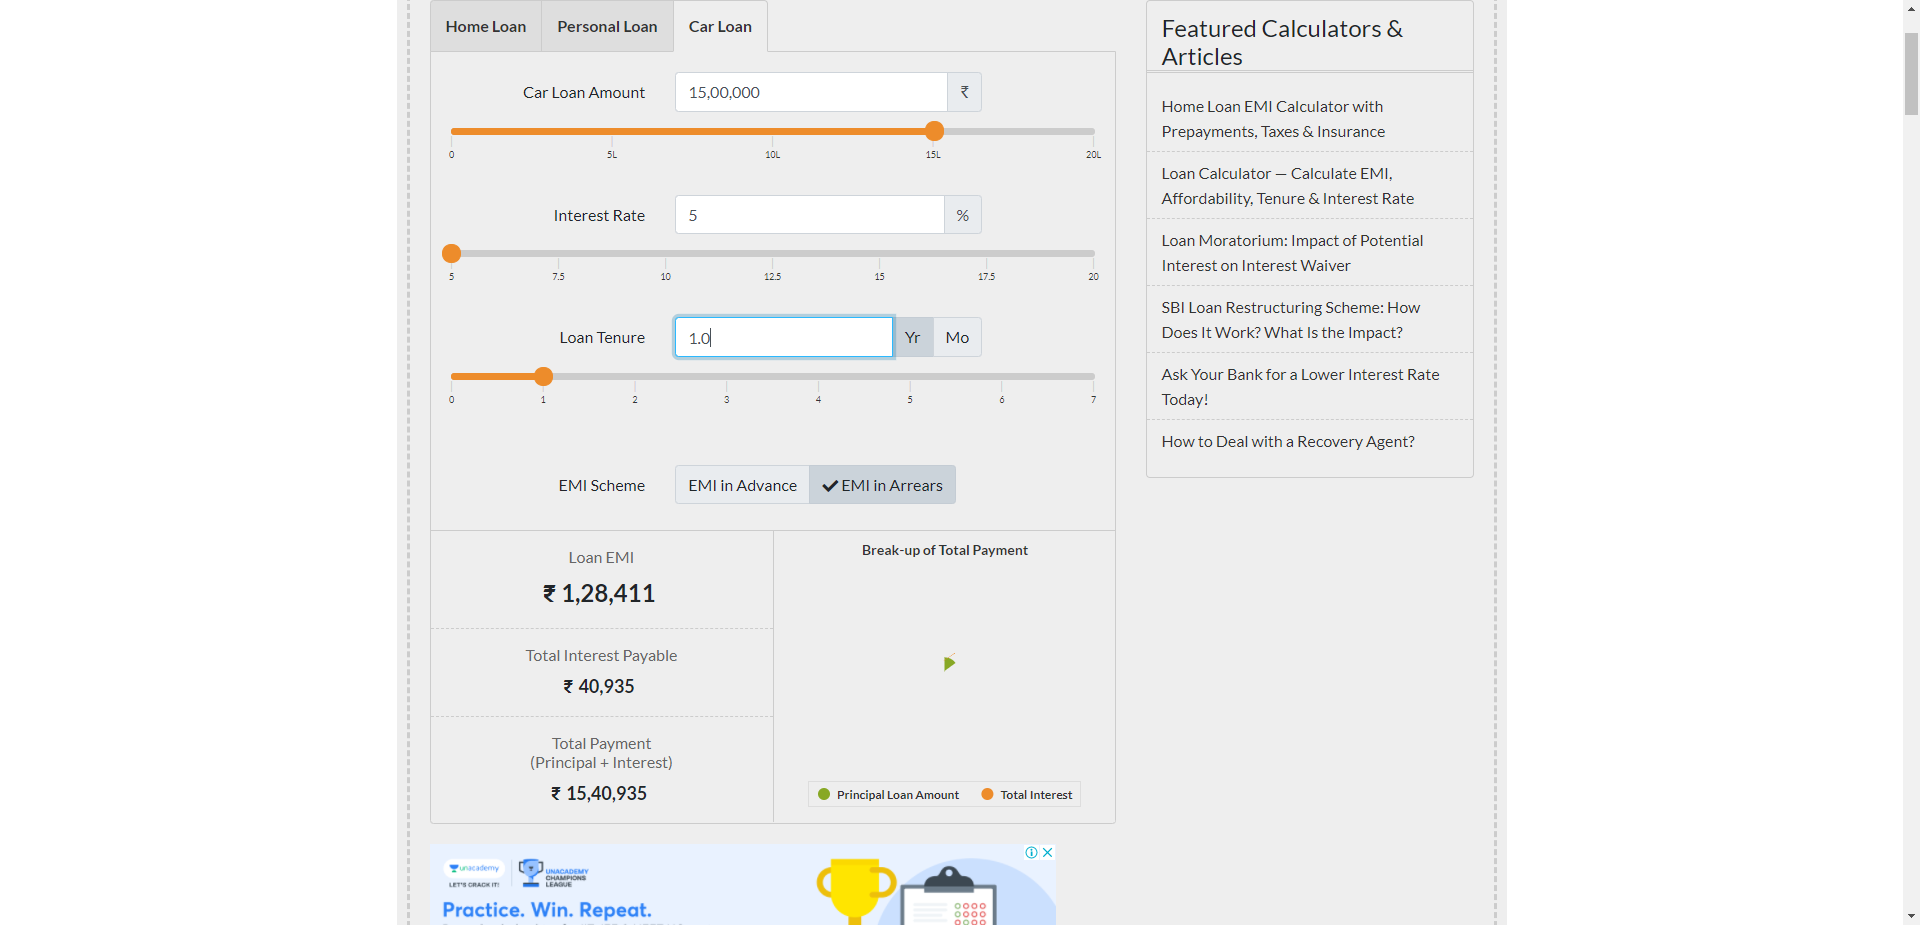 Home Loan
Personal Loan
Car Loan
Car Loan Amount
15,00,000
₹
0
5L
10L
15L
20L
Interest Rate
5
%
5
7.5
10
12.5
15
17.5
20
Loan Tenure
1.0
Yr
Mo
0
1
2
3
4
5
6
7
EMI Scheme
EMI in Advance
EMI in Arrears
Loan EMI
₹ 1,28,411
Total Interest Payable
₹ 40,935
Total Payment
(Principal + Interest)
₹ 15,40,935
Break-up of Total Payment
Principal Loan Amount
Total Interest
Featured Calculators &
Articles
Home Loan EMI Calculator with
Prepayments, Taxes & Insurance
Loan Calculator — Calculate EMI,
Affordability, Tenure & Interest Rate
Loan Moratorium: Impact of Potential
Interest on Interest Waiver
SBI Loan Restructuring Scheme: How
Does It Work? What Is the Impact?
Ask Your Bank for a Lower Interest Rate
Today!
How to Deal with a Recovery Agent?
unacademy
LET'S CRACK IT!
UNACADEMY
CHAMPIONS
LEAGUE
Practice. Win. Repeat.